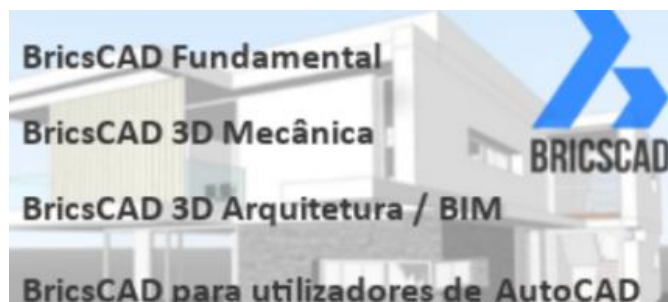 BricsCAD Fundamental
BricsCAD 3D Mecânica
BRICSCAD
BricsCAD 3D Arquitetura / BIM
BricsCAD para utilizadores de AutoCAD